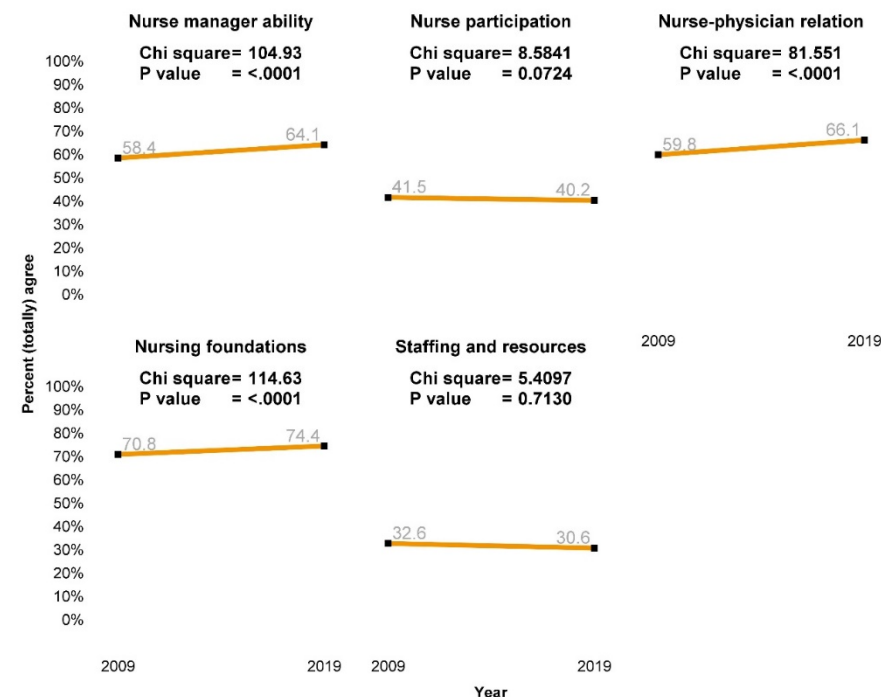 Nurse manager ability
Chi square= 104.93
P value = <.0001
Nurse participation
Chi square= 8.5841
P value = 0.0724
Nurse-physician relation
Chi square= 81.551
P value = <.0001
100%
90%
80%
70%
60%
50%
40%
30%
20%
10%
0%
58.4
64.1
41.5
40.2
59.8
66.1
2009
2019
Percent (totally) agree
Nursing foundations
Chi square= 114.63
P value = <.0001
Staffing and resources
Chi square= 5.4097
P value = 0.7130
100%
90%
80%
70%
60%
50%
40%
30%
20%
10%
0%
70.8
74.4
32.6
30.6
2009
2019
2009
2019
Year